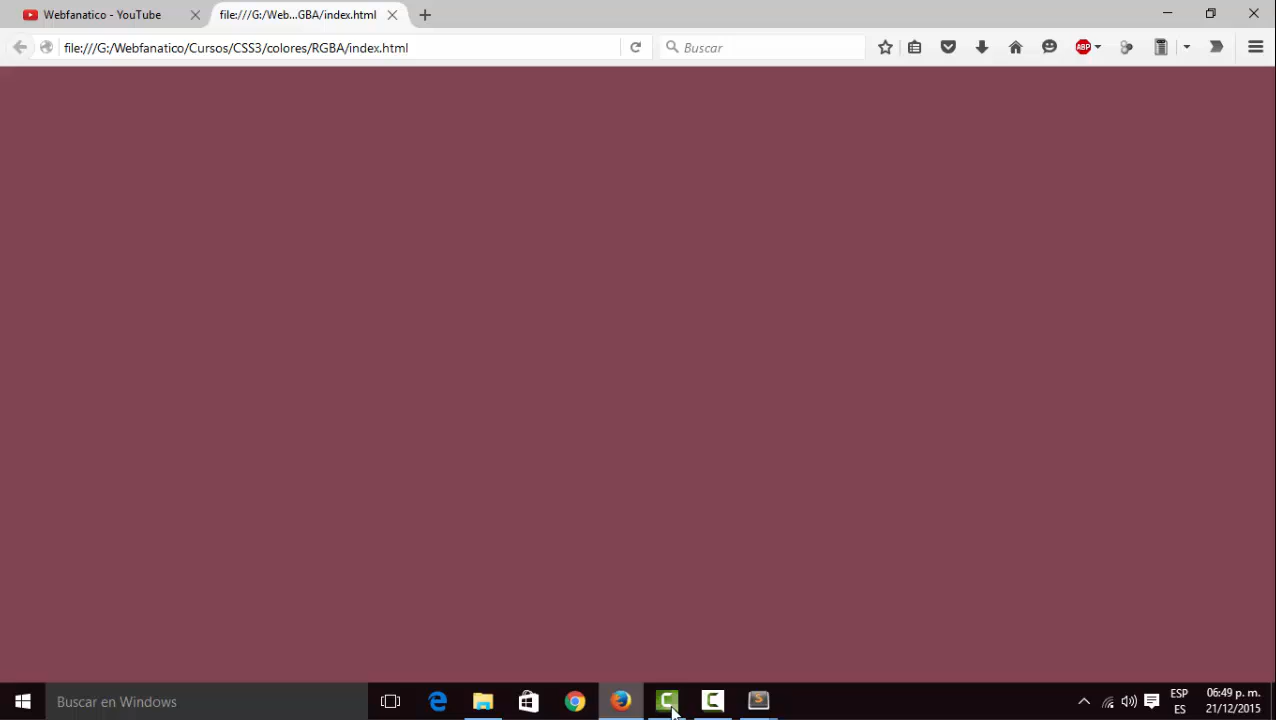 Webfanatico - YouTube
file:///G:/Web...GBA/index.html
file:///G:/Webfanatico/Cursos/CSS3/colores/RGBA/index.html
Buscar
ABP
Buscar en Windows
ESP
ES
06:49 p. m.
21/12/2015